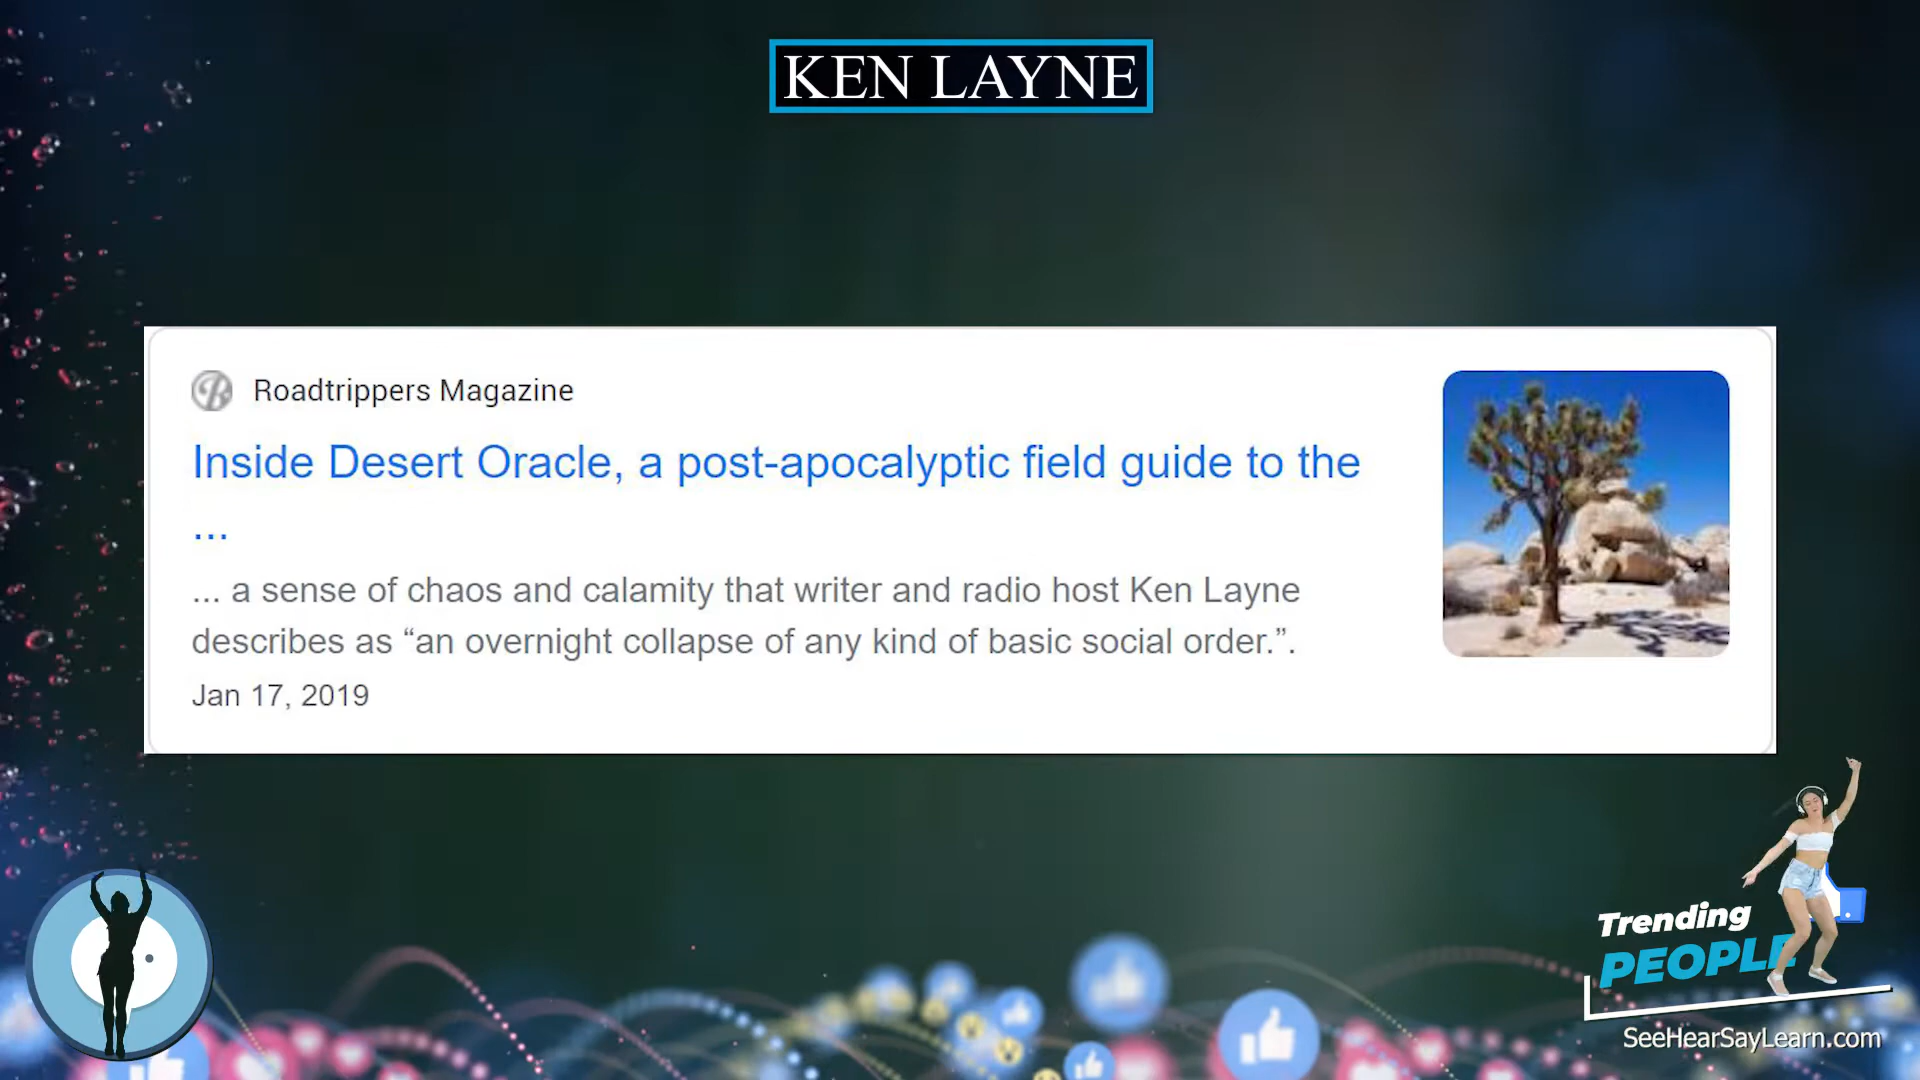 KEN LAYNE
Roadtrippers Magazine
Inside Desert Oracle, a post-apocalyptic field guide to the
...
... a sense of chaos and calamity that writer and radio host Ken Layne
describes as “an overnight collapse of any kind of basic social order.”.
Jan 17, 2019
Trending
PEOPLE
SeeHearSayLearn.com